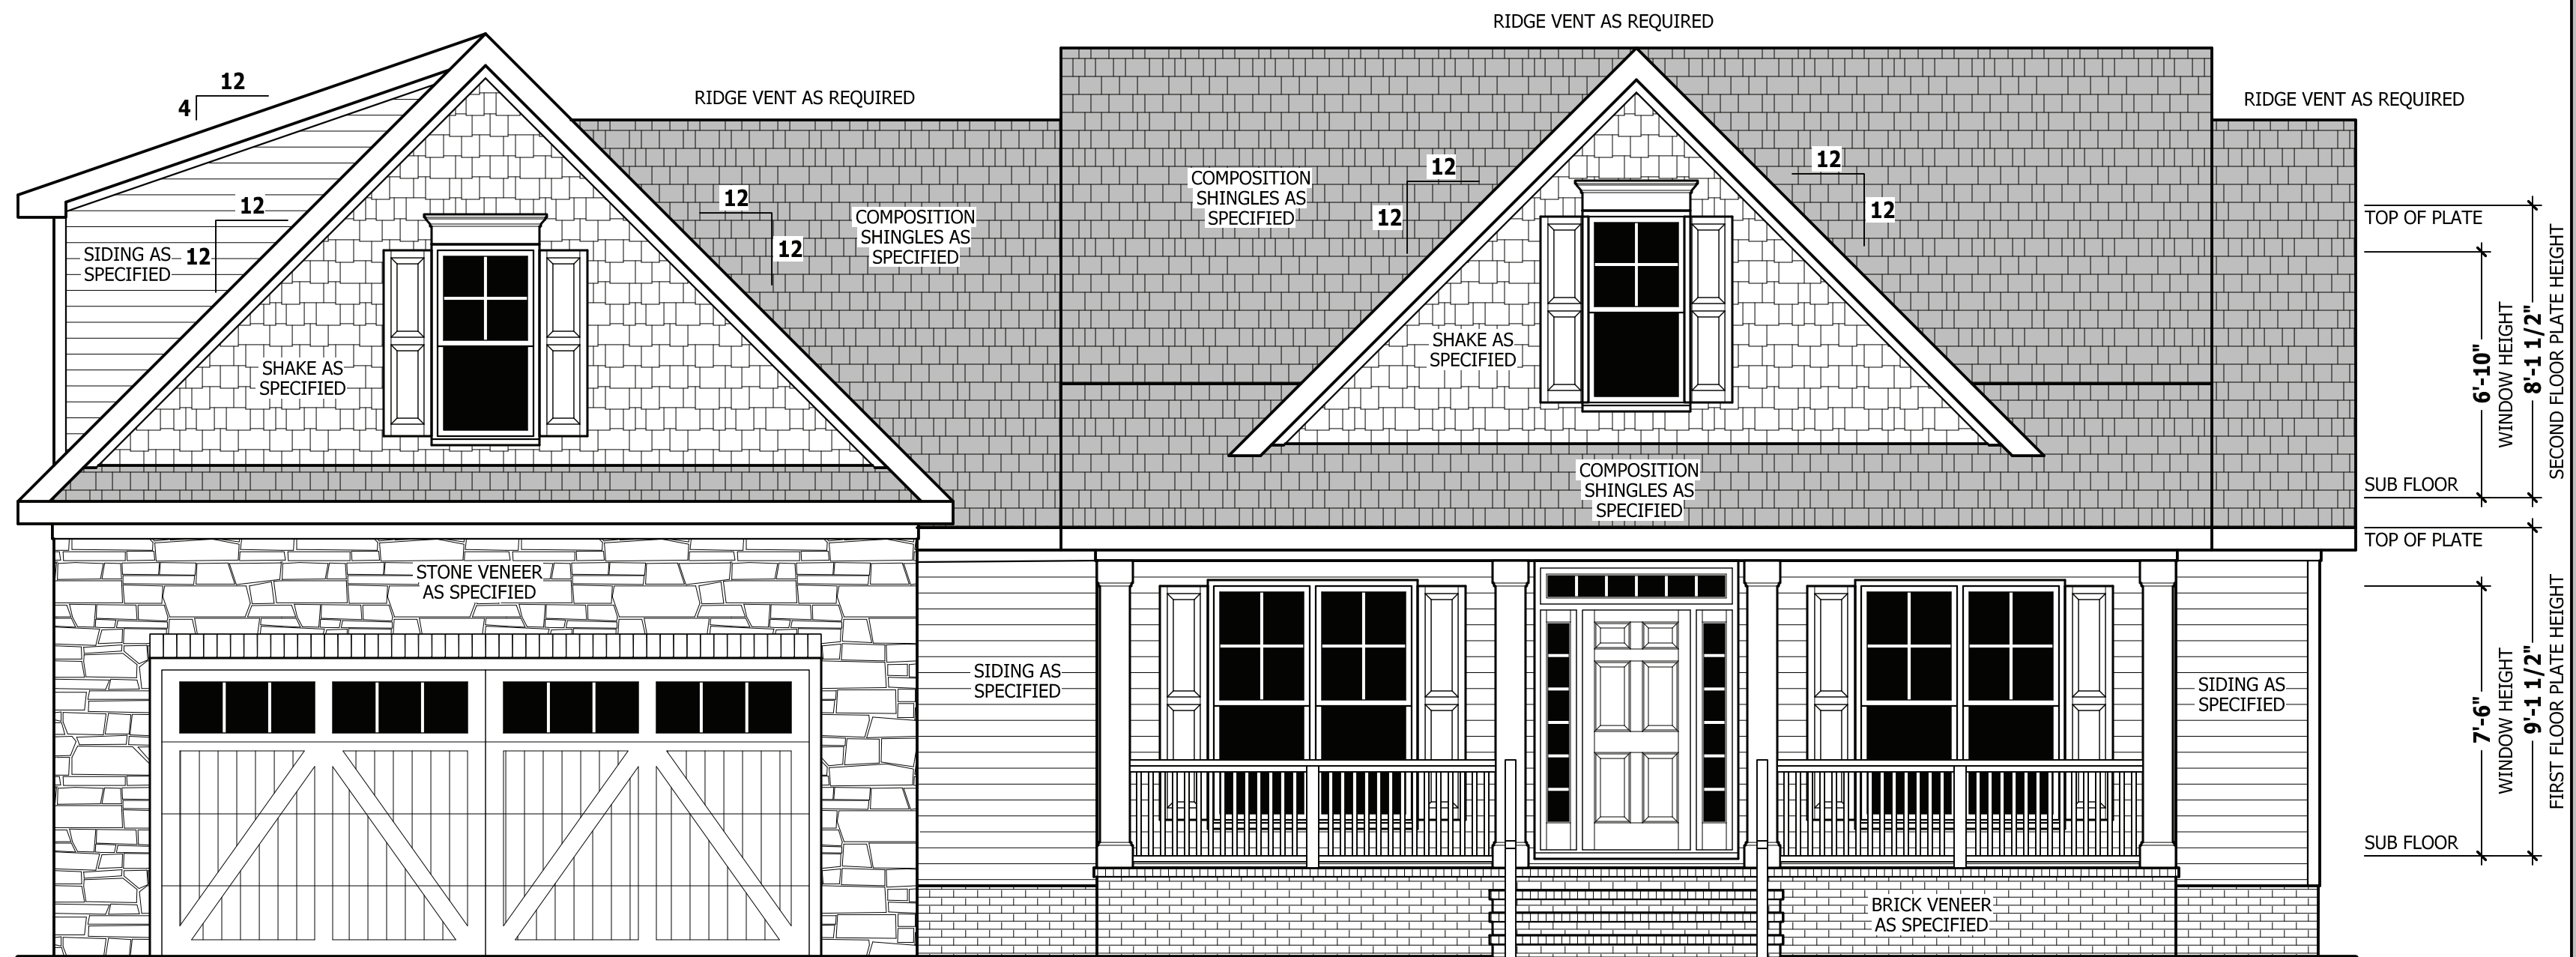 RIDGE VENT AS REQUIRED
12
4
RIDGE VENT AS REQUIRED
RIDGE VENT AS REQUIRED
12
12
SIDING AS
SPECIFIED
12
12
COMPOSITION
SHINGLES AS
SPECIFIED
COMPOSITION
SHINGLES AS
SPECIFIED
12
12
12
12
SHAKE AS
SPECIFIED
SHAKE AS
SPECIFIED
COMPOSITION
SHINGLES AS
SPECIFIED
TOP OF PLATE
6'-10"
WINDOW HEIGHT
8'-1 1/2"
SECOND FLOOR PLATE HEIGHT
SUB FLOOR
TOP OF PLATE
STONE VENEER
AS SPECIFIED
SIDING AS
SPECIFIED
SIDING AS
SPECIFIED
7'-6"
WINDOW HEIGHT
9'-1 1/2"
FIRST FLOOR PLATE HEIGHT
SUB FLOOR
BRICK VENEER
AS SPECIFIED